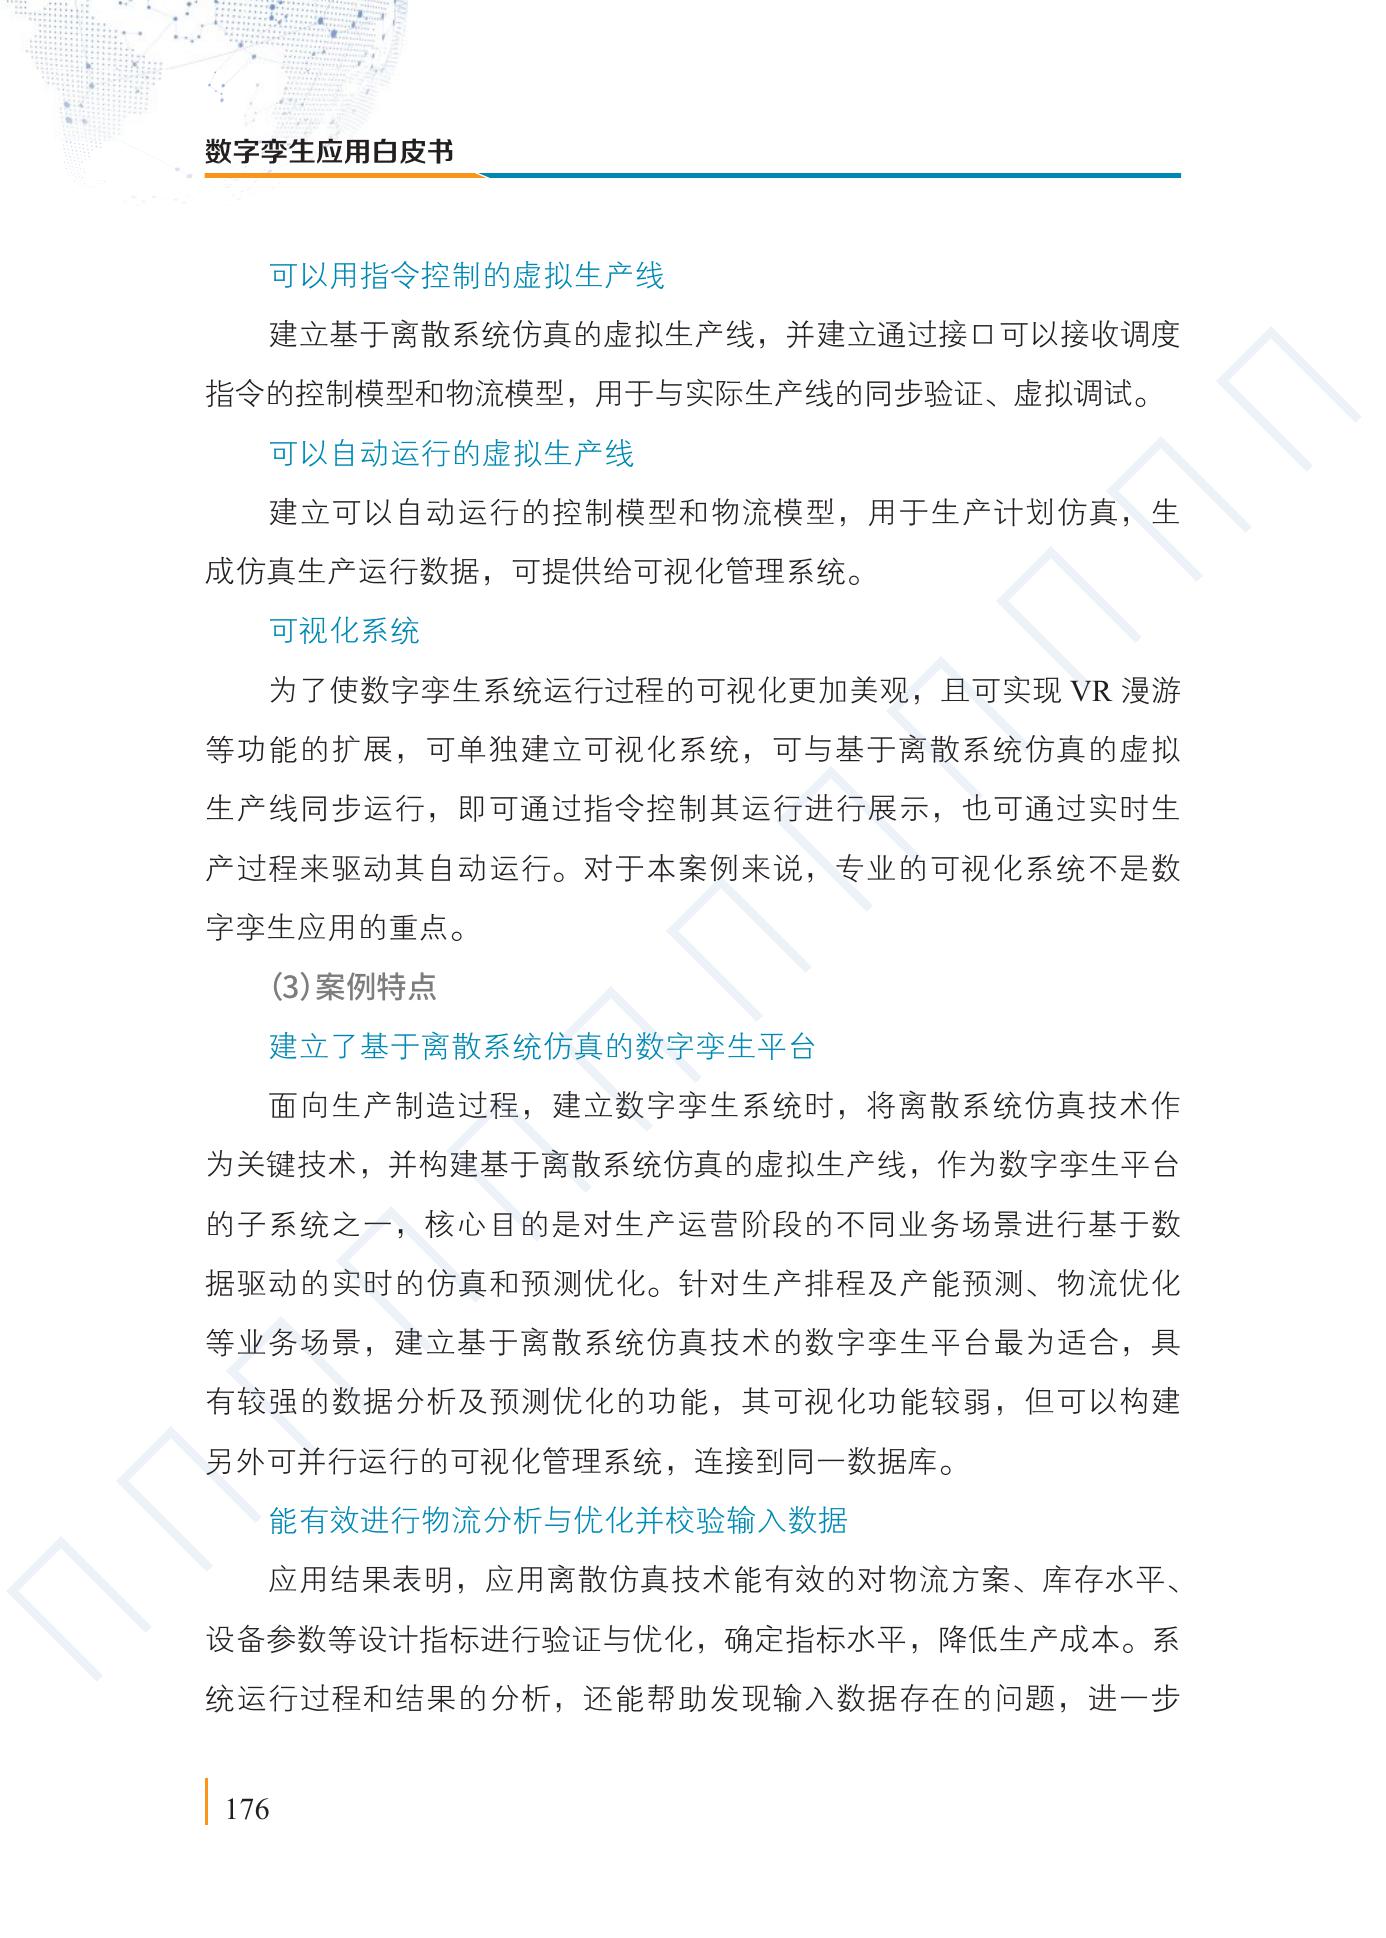 数字孪生应用白皮书
可以用指令控制的虚拟生产线
建立基于离散系统仿真的虚拟生产线，并建立通过接口可以接收调度
指令的控制模型和物流模型，用于与实际生产线的同步验证、虚拟调试。
可以自动运行的虚拟生产线
建立可以自动运行的控制模型和物流模型，用于生产计划仿真，生
成仿真生产运行数据，可提供给可视化管理系统。
可视化系统
为了使数字孪生系统运行过程的可视化更加美观，且可实现 VR 漫游
等功能的扩展，可单独建立可视化系统，可与基于离散系统仿真的虚拟
生产线同步运行，即可通过指令控制其运行进行展示，也可通过实时生
产过程来驱动其自动运行。对于本案例来说，专业的可视化系统不是数
字孪生应用的重点。
(3)案例特点
建立了基于离散系统仿真的数字孪生平台
面向生产制造过程，建立数字孪生系统时，将离散系统仿真技术作
为关键技术，并构建基于离散系统仿真的虚拟生产线，作为数字孪生平台
的子系统之一，核心目的是对生产运营阶段的不同业务场景进行基于数
据驱动的实时的仿真和预测优化。针对生产排程及产能预测、物流优化
等业务场景，建立基于离散系统仿真技术的数字孪生平台最为适合，具
有较强的数据分析及预测优化的功能，其可视化功能较弱，但可以构建
另外可并行运行的可视化管理系统，连接到同一数据库。
能有效进行物流分析与优化并校验输入数据
应用结果表明，应用离散仿真技术能有效的对物流方案、库存水平、
设备参数等设计指标进行验证与优化，确定指标水平，降低生产成本。系
统运行过程和结果的分析，还能帮助发现输入数据存在的问题，进一步
176